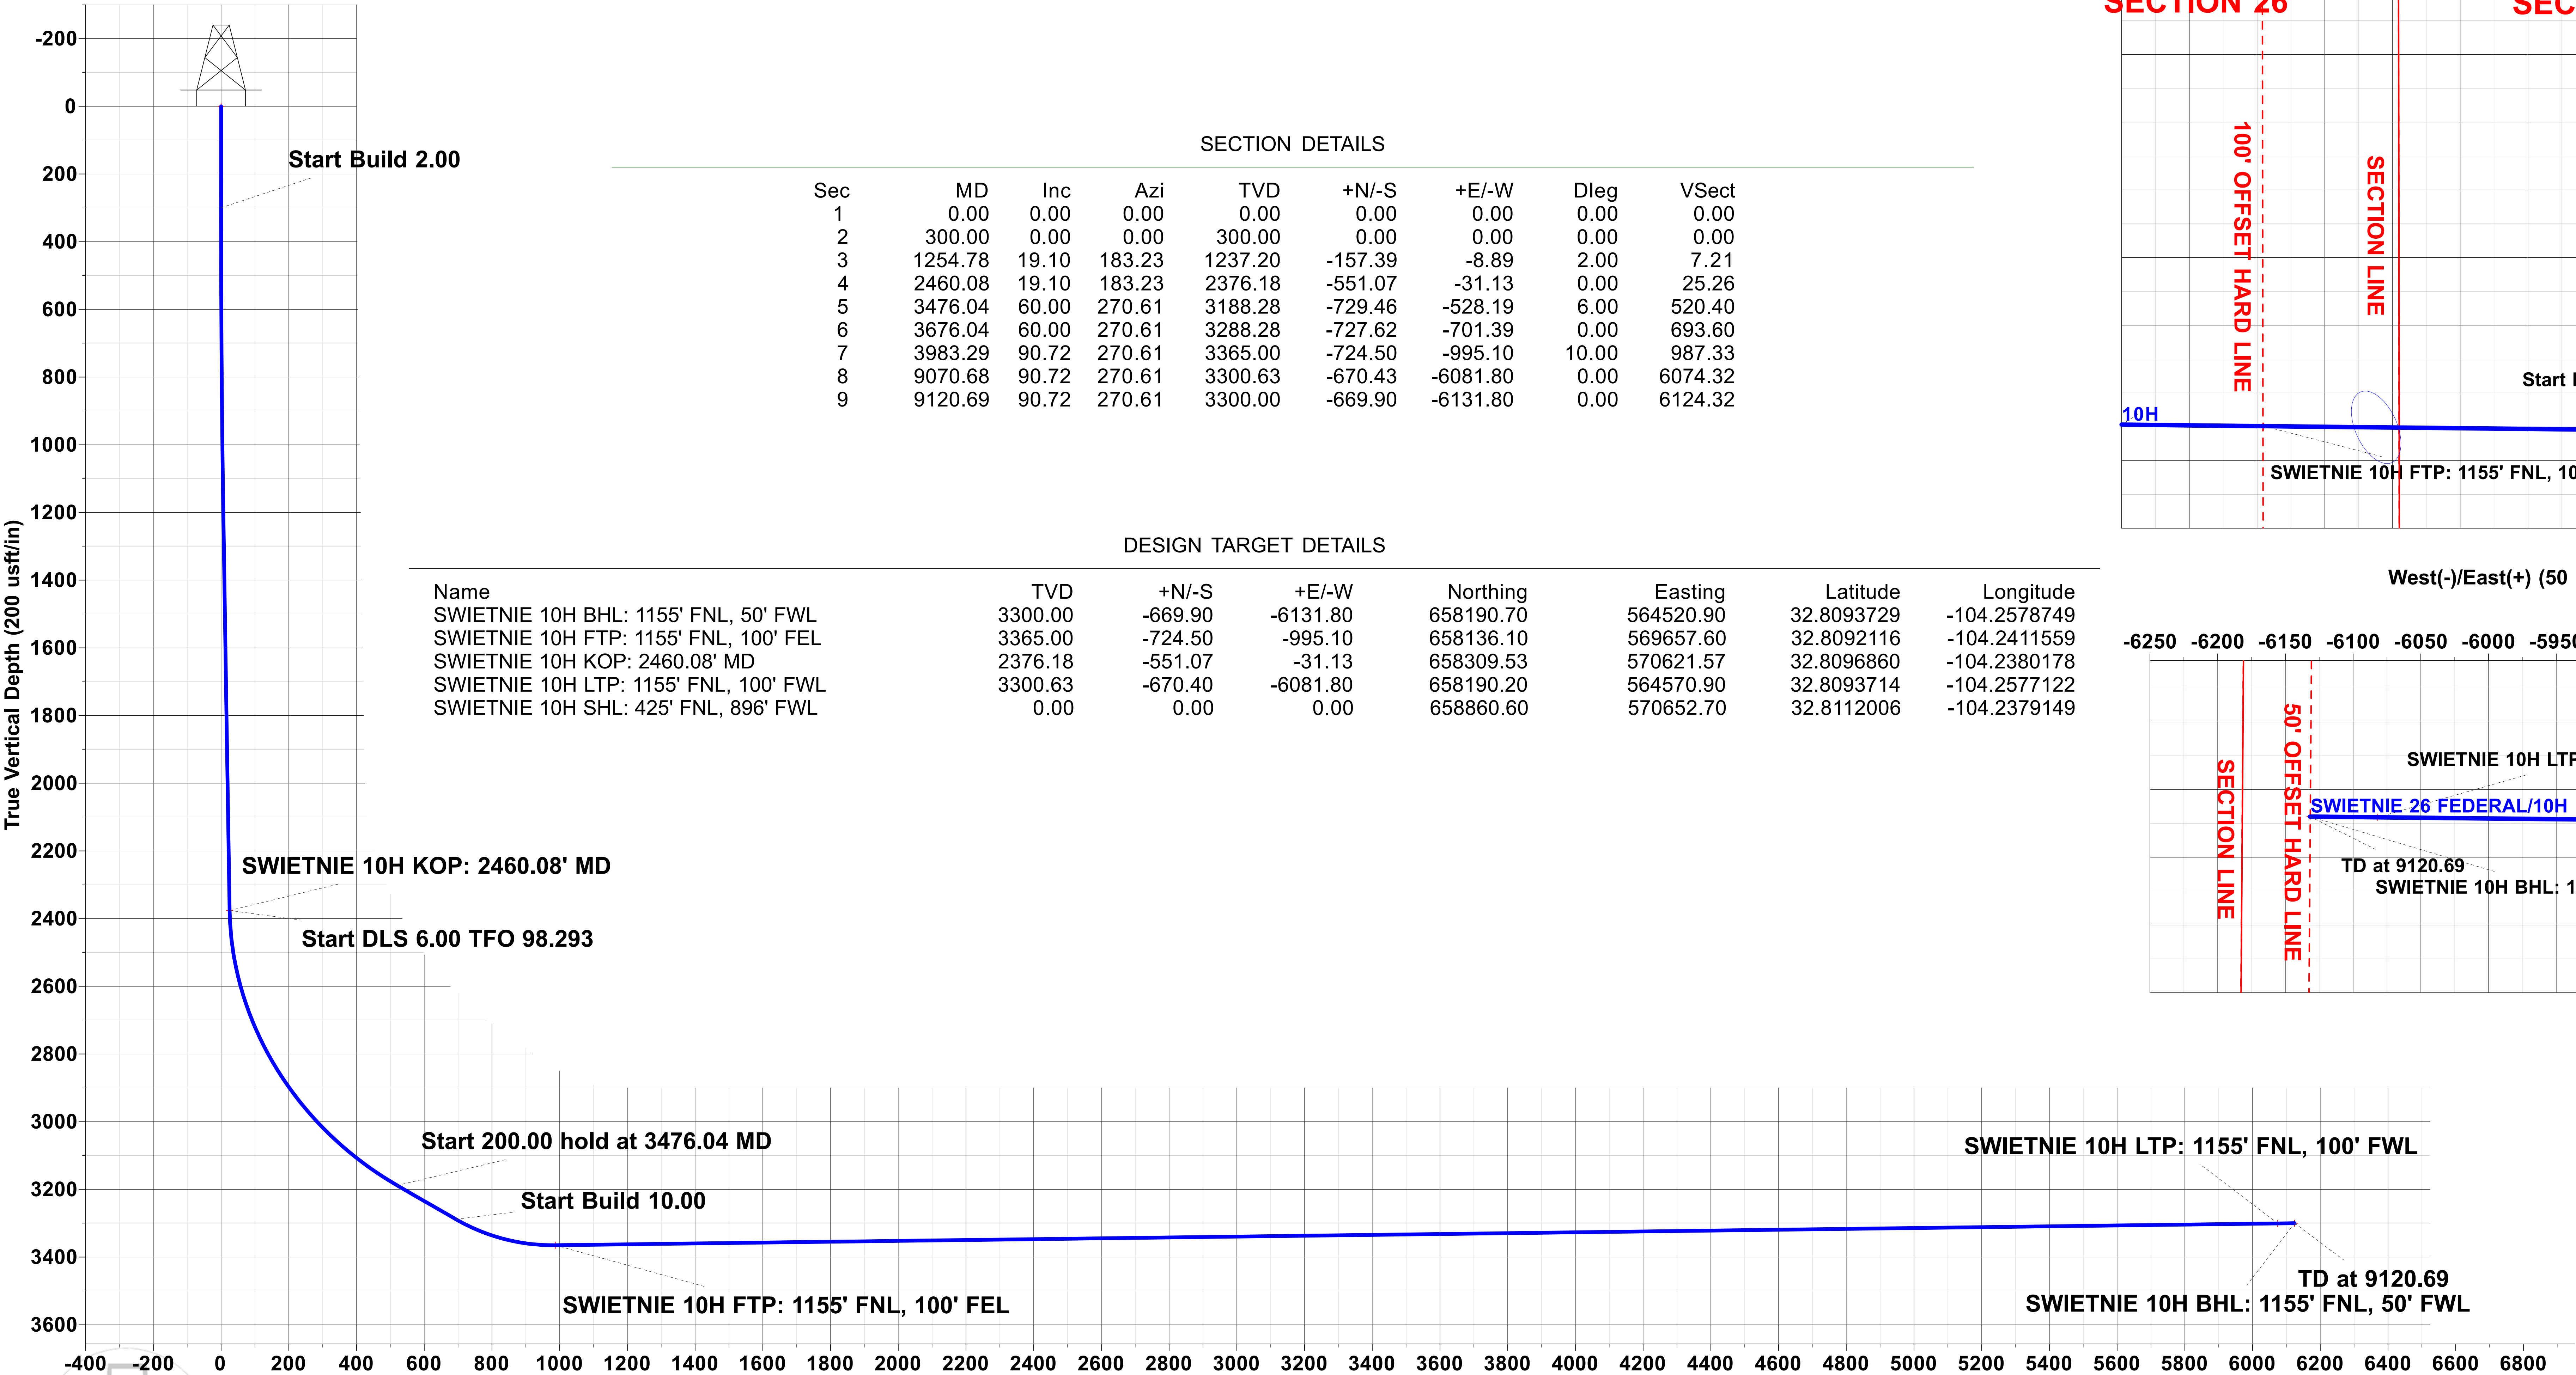 -200
0
200
400
600
800
1000
1200
1400
1600
1800
2000
2200
2400
2600
2800
3000
3200
3400
3600
True Vertical Depth (200 usft/in)
-400 -200 0 200 400 600 800 1000 1200 1400 1600 1800 2000 2200 2400 2600 2800 3000 3200 3400 3600 3800 4000 4200 4400 4600 4800 5000 5200 5400 5600 5800 6000 6200 6400 6600 6800
Start Build 2.00
SWIETNIE 10H KOP: 2460.08' MD
Start DLS 6.00 TFO 98.293
Start 200.00 hold at 3476.04 MD
Start Build 10.00
SWIETNIE 10H FTP: 1155' FNL, 100' FEL
SWIETNIE 10H LTP: 1155' FNL, 100' FWL
TD at 9120.69
SWIETNIE 10H BHL: 1155' FNL, 50' FWL
SECTION DETAILS
Sec MD Inc Azi TVD +N/-S +E/-W Dleg VSect
1 0.00 0.00 0.00 0.00 0.00 0.00 0.00 0.00
2 300.00 0.00 0.00 300.00 0.00 0.00 0.00 0.00
3 1254.78 19.10 183.23 1237.20 -157.39 -8.89 2.00 7.21
4 2460.08 19.10 183.23 2376.18 -551.07 -31.13 0.00 25.26
5 3476.04 60.00 270.61 3188.28 -729.46 -528.19 6.00 520.40
6 3676.04 60.00 270.61 3288.28 -727.62 -701.39 0.00 693.60
7 3983.29 90.72 270.61 3365.00 -724.50 -995.10 10.00 987.33
8 9070.68 90.72 270.61 3300.63 -670.43 -6081.80 0.00 6074.32
9 9120.69 90.72 270.61 3300.00 -669.90 -6131.80 0.00 6124.32
DESIGN TARGET DETAILS
Name TVD +N/-S +E/-W Northing Easting Latitude Longitude
SWIETNIE 10H BHL: 1155' FNL, 50' FWL 3300.00 -669.90 -6131.80 658190.70 564520.90 32.8093729 -104.2578749
SWIETNIE 10H FTP: 1155' FNL, 100' FEL 3365.00 -724.50 -995.10 658136.10 569657.60 32.8092116 -104.2411559
SWIETNIE 10H KOP: 2460.08' MD 2376.18 -551.07 -31.13 658309.53 570621.57 32.8096860 -104.2380178
SWIETNIE 10H LTP: 1155' FNL, 100' FWL 3300.63 -670.40 -6081.80 658190.20 564570.90 32.8093714 -104.2577122
SWIETNIE 10H SHL: 425' FNL, 896' FWL 0.00 0.00 0.00 658860.60 570652.70 32.8112006 -104.2379149
SECTION 26
SEC
100' OFFSET HARD LINE
SECTION LINE
Start
10H
SWIETNIE 10H FTP: 1155' FNL, 10
West(-)/East(+) (50
-6250 -6200 -6150 -6100 -6050 -6000 -5950
SECTION LINE
50' OFFSET HARD LINE
SWIETNIE 10H LTP
SWIETNIE 26 FEDERAL/10H
TD at 9120.69
SWIETNIE 10H BHL: 1